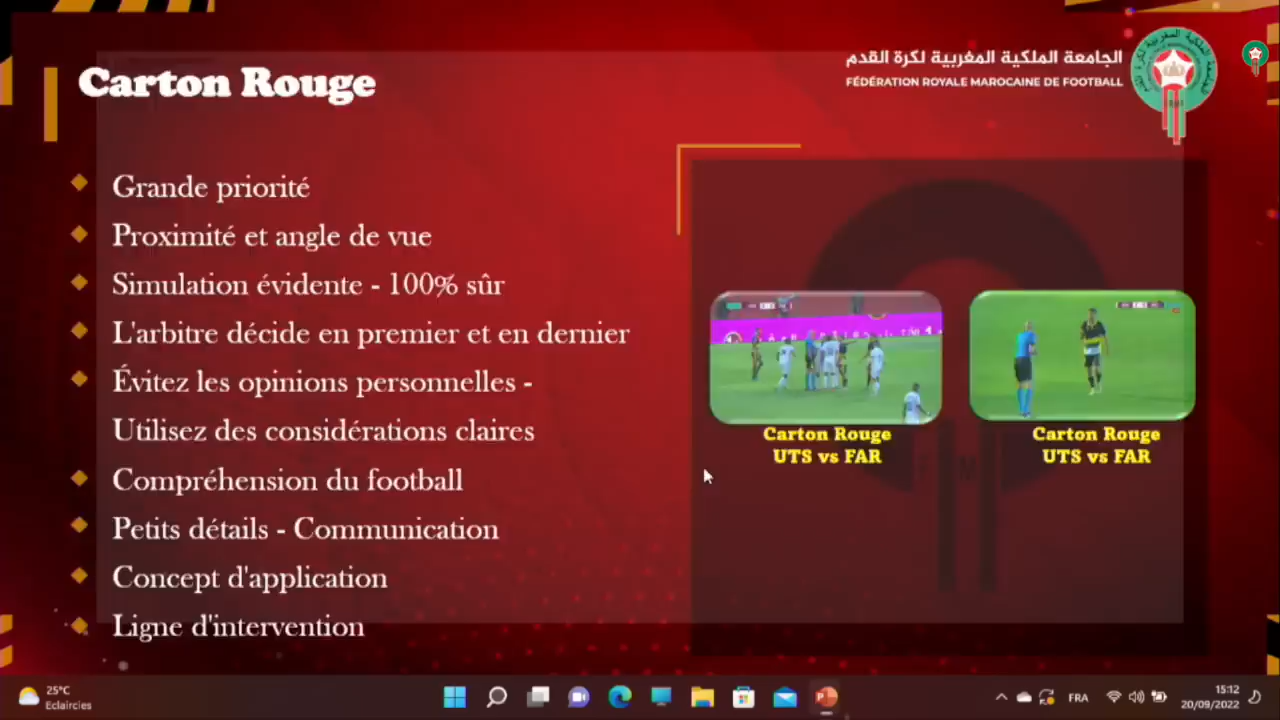 Carton Rouge
الجامعة الملكية المغربية لكرة القدم
FÉDÉRATION ROYALE MAROCAINE DE FOOTBALL
Grande priorité
Proximité et angle de vue
Simulation évidente - 100% sûr
L'arbitre décide en premier et en dernier
Évitez les opinions personnelles -
Utilisez des considérations claires
Compréhension du football
Petits détails - Communication
Concept d'application
Ligne d'intervention
Carton Rouge
UTS vs FAR
Carton Rouge
UTS vs FAR
25°C
Eclaircies
FRA
15:12
20/09/2022